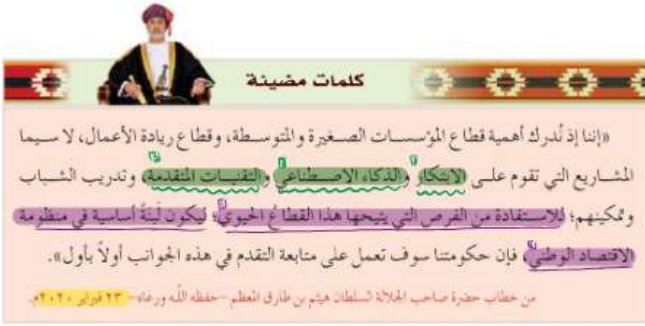 كلمات مضيئة
«إننا إذ نُدرك أهمية قطاع المؤسسات الصغيرة والمتوسطة، وقطاع ريادة الأعمال، لا سيما
المشاريع التي تقوم على الابتكار والذكاء الاصطناعي والتقنيات المتقدمة، وتدريب الشباب
وتمكينهم؛ للاستفادة من الفرص التي يتيحها هذا القطاع الحيوي؛ ليكون لَبِنَةً أساسية في منظومة
الاقتصاد الوطني، فإن حكومتنا سوف تعمل على متابعة التقدم في هذه الجوانب أولاً بأول».
من خطاب حضرة صاحب الجلالة السلطان هيثم بن طارق المعظم -حفظه الله ورعاه- ٢٣ فبراير ٢٠٢٠م.